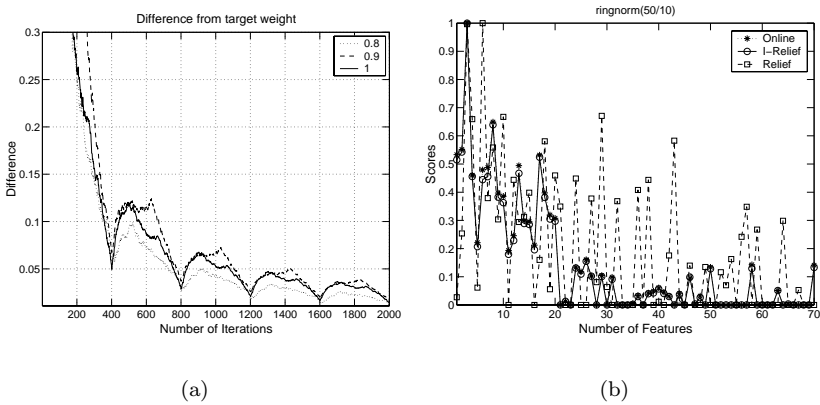 Difference from target weight
0.3
0.25
0.2
0.15
0.1
0.05
Difference
0.8
0.9
1
200 400 600 800 1000 1200 1400 1600 1800 2000
Number of Iterations
(a)
ringnorm(50/10)
1
0.9
0.8
0.7
0.6
0.5
0.4
0.3
0.2
0.1
0
Scores
Online
I-Relief
Relief
10 20 30 40 50 60 70
Number of Features
(b)